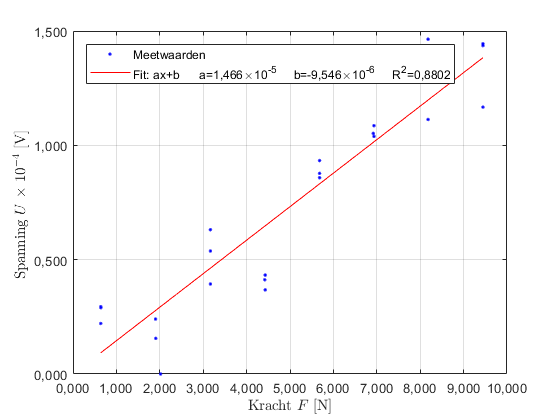 1,500
Meetwaarden
Fit: ax+b a=1,466×10^-5 b=-9,546×10^-6 R^2=0,8802
Spanning U × 10^-4 [V]
1,000
0,500
0,000
0,000 1,000 2,000 3,000 4,000 5,000 6,000 7,000 8,000 9,000 10,000
Kracht F [N]